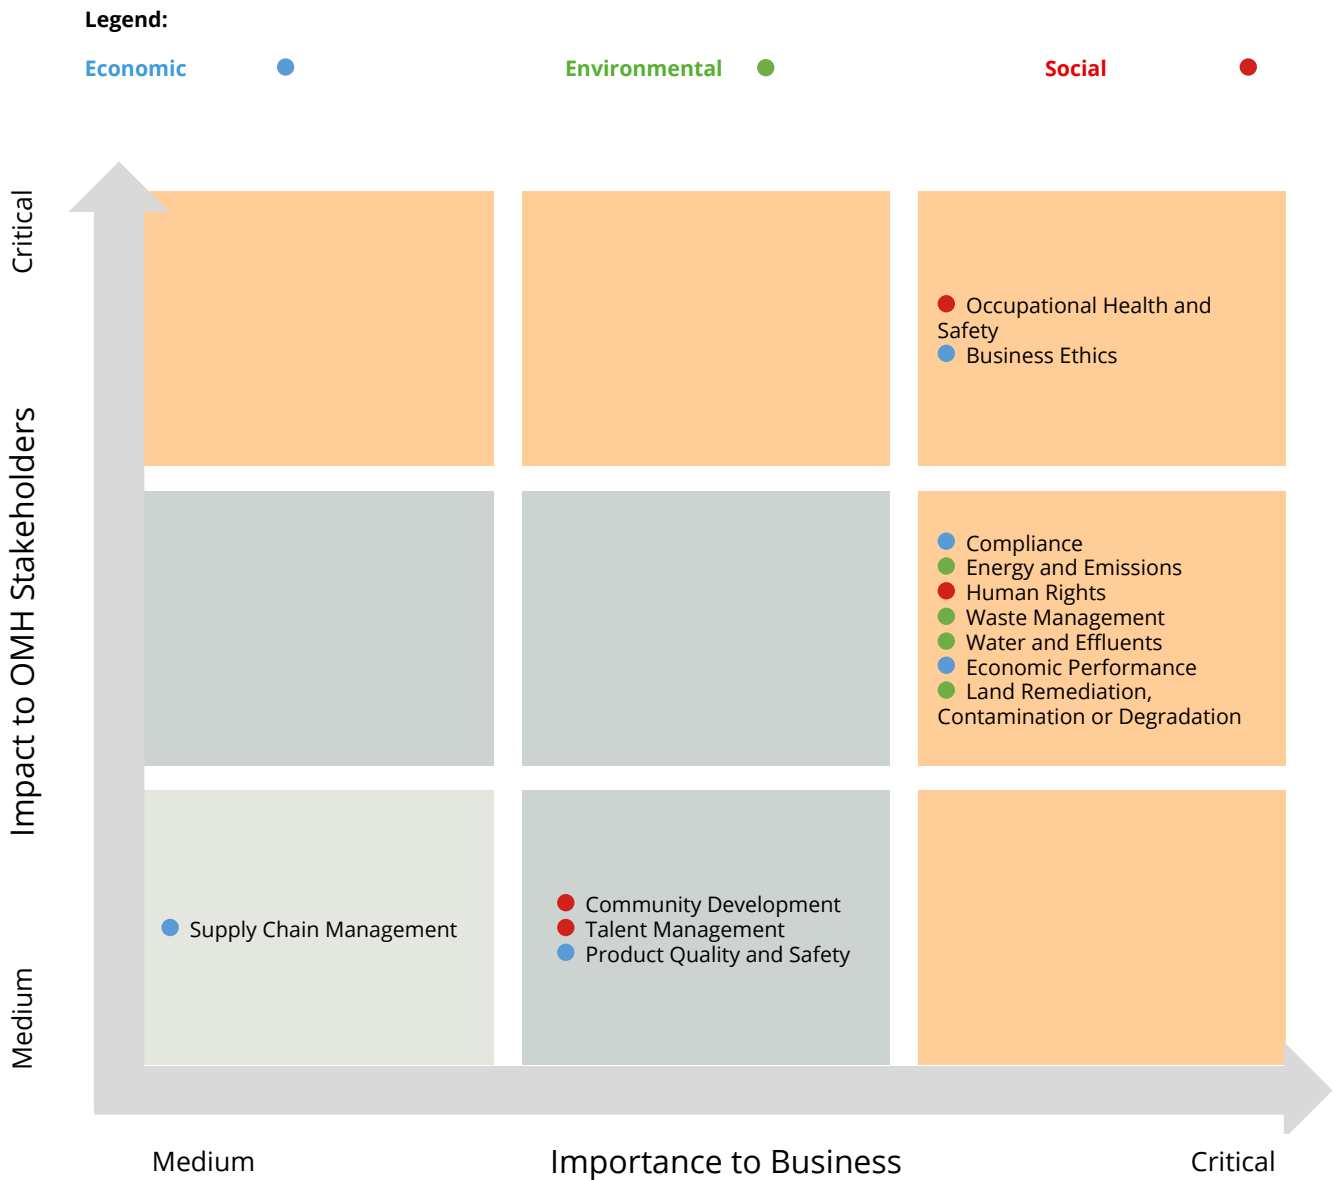 Legend:
Economic
Environmental
Social
Critical
Occupational Health and
Safety
Business Ethics
Impact to OMH Stakeholders
Compliance
Energy and Emissions
Human Rights
Waste Management
Water and Effluents
Economic Performance
Land Remediation,
Contamination or Degradation
Supply Chain Management
Community Development
Talent Management
Product Quality and Safety
Medium
Medium
Importance to Business
Critical